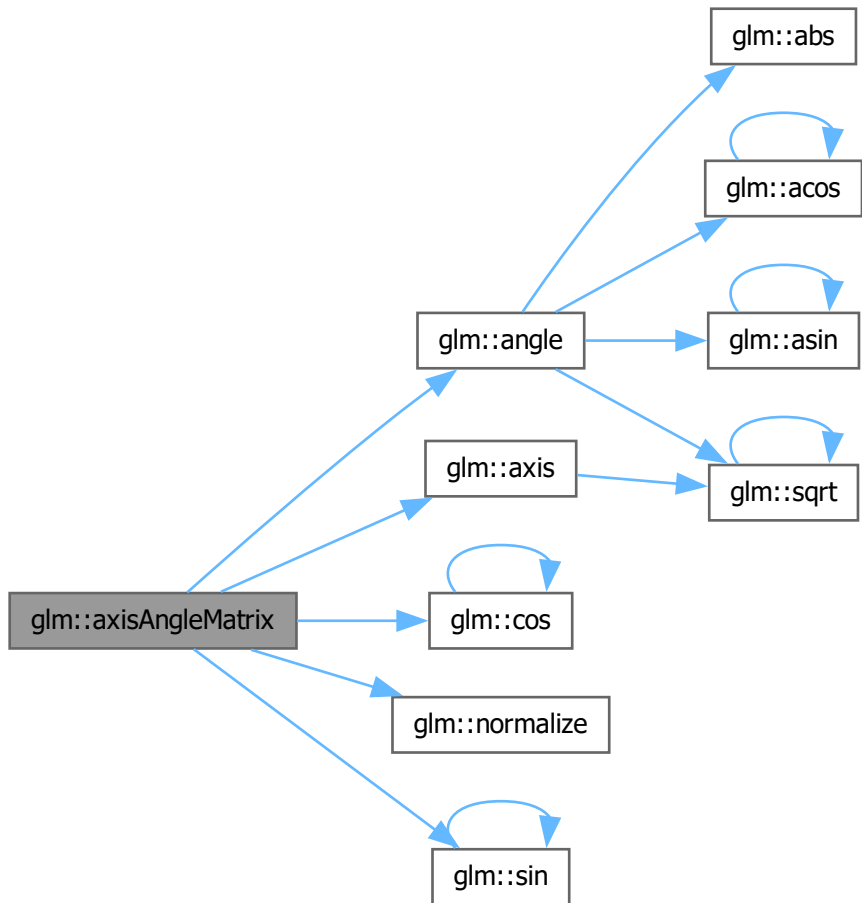 glm::abs
glm::acos
glm::asin
glm::angle
glm::axis
glm::sqrt
glm::axisAngleMatrix
glm::cos
glm::normalize
glm::sin